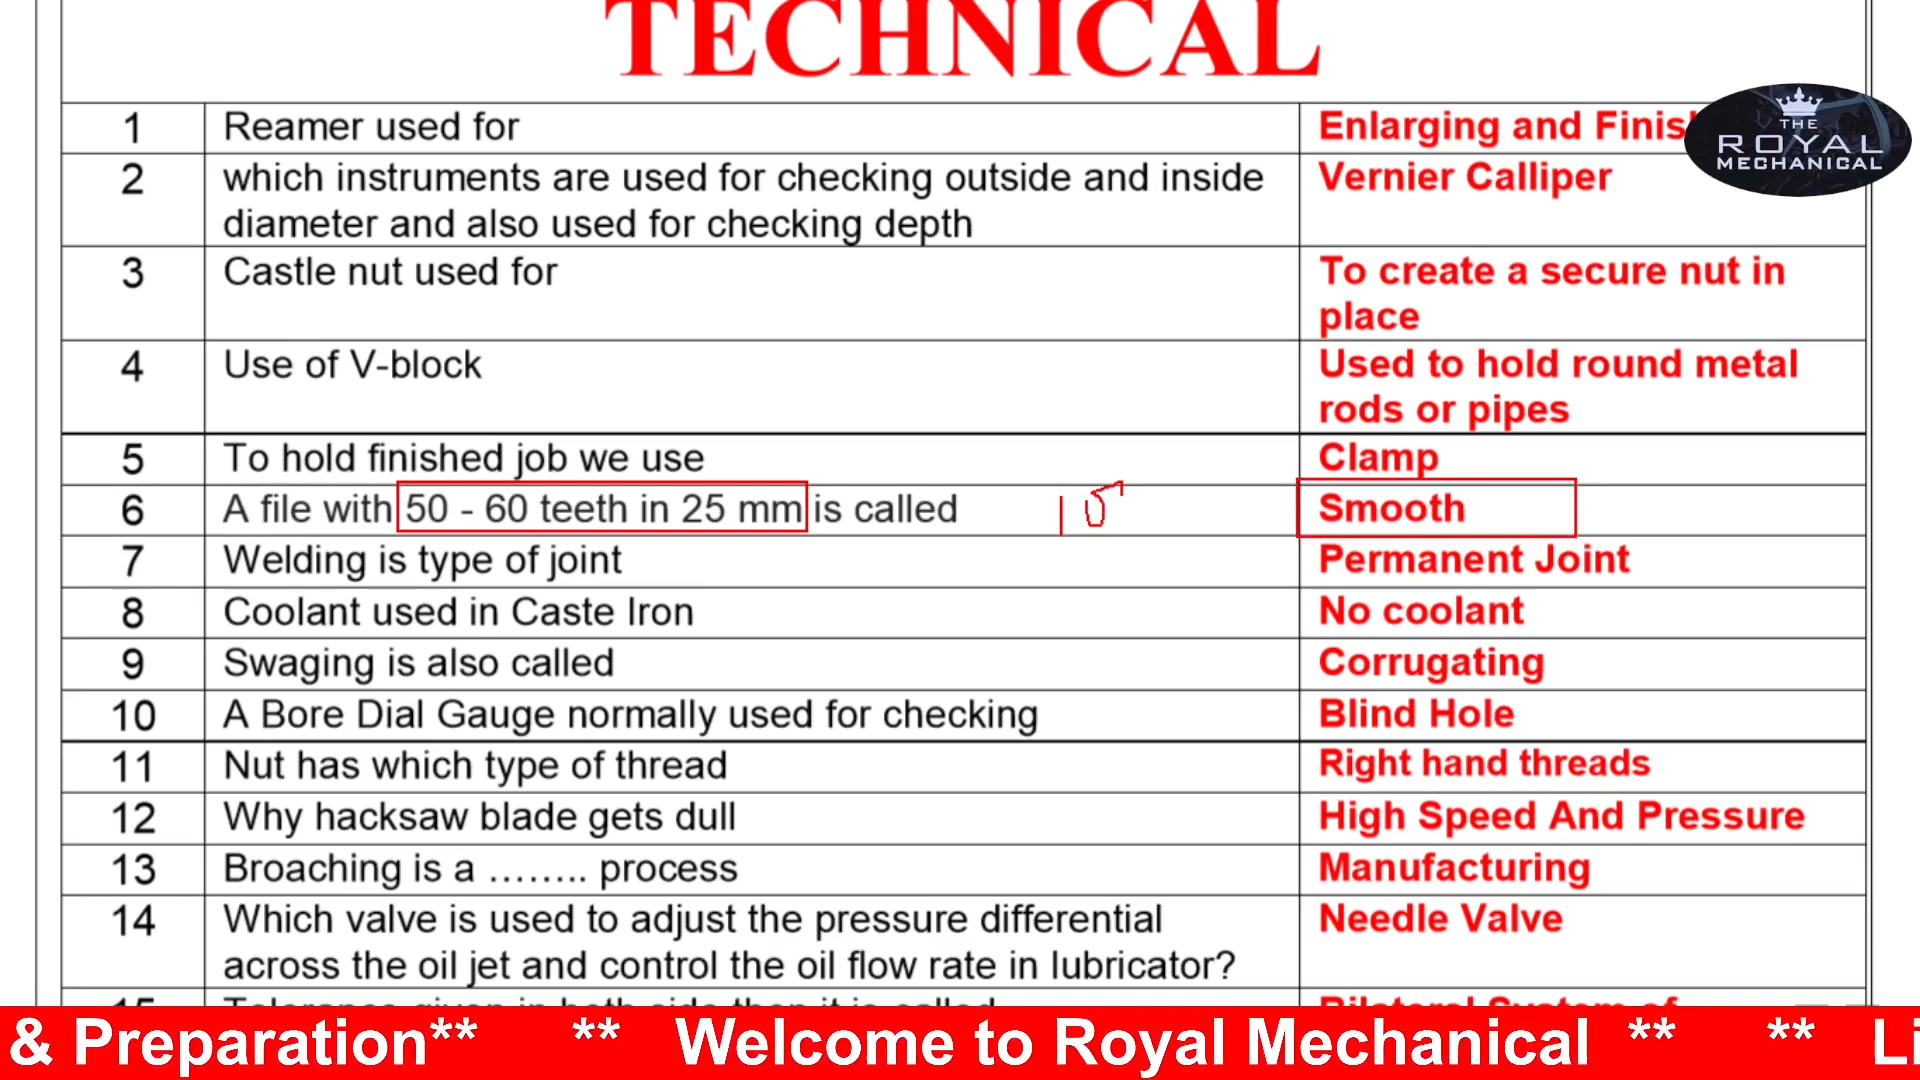 TECHNICAL
1 Reamer used for Enlarging and
THE
ROYAL
MECHANICAL
2 which instruments are used for checking outside and inside Vernier Calliper
diameter and also used for checking depth
3 Castle nut used for To create a secure nut in
place
4 Use of V-block Used to hold round metal
rods or pipes
5 To hold finished job we use Clamp
6 A file with 50 - 60 teeth in 25 mm is called Smooth
7 Welding is type of joint Permanent Joint
8 Coolant used in Caste Iron No coolant
9 Swaging is also called Corrugating
10 A Bore Dial Gauge normally used for checking Blind Hole
11 Nut has which type of thread Right hand threads
12 Why hacksaw blade gets dull High Speed And Pressure
13 Broaching is a …….. process Manufacturing
14 Which valve is used to adjust the pressure differential Needle Valve
across the oil jet and control the oil flow rate in lubricator?
& Preparation** ** Welcome to Royal Mechanical ** **